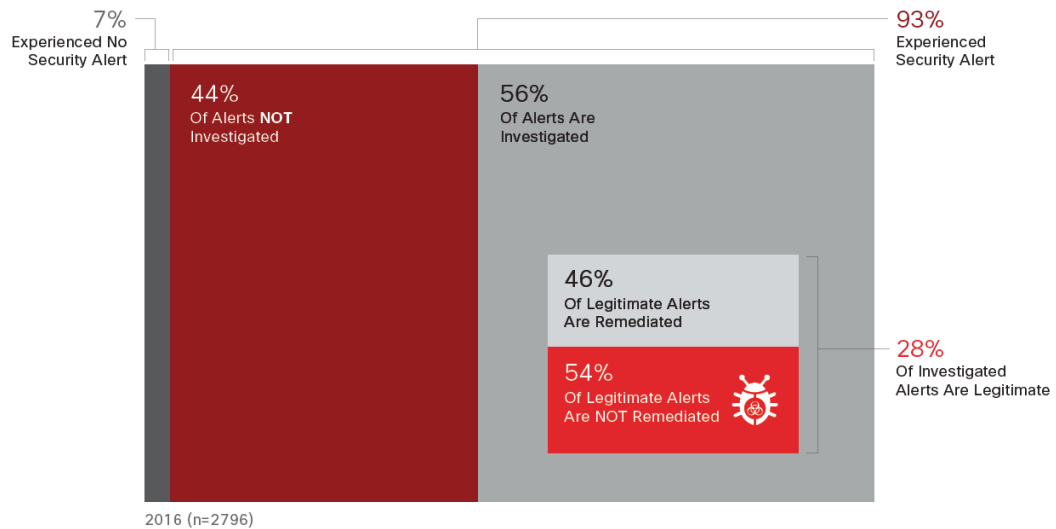 7%
Experienced No
Security Alert
93%
Experienced
Security Alert
44%
Of Alerts NOT
Investigated
56%
Of Alerts Are
Investigated
46%
Of Legitimate Alerts
Are Remediated
54%
Of Legitimate Alerts
Are NOT Remediated
28%
Of Investigated
Alerts Are Legitimate
2016 (n=2796)